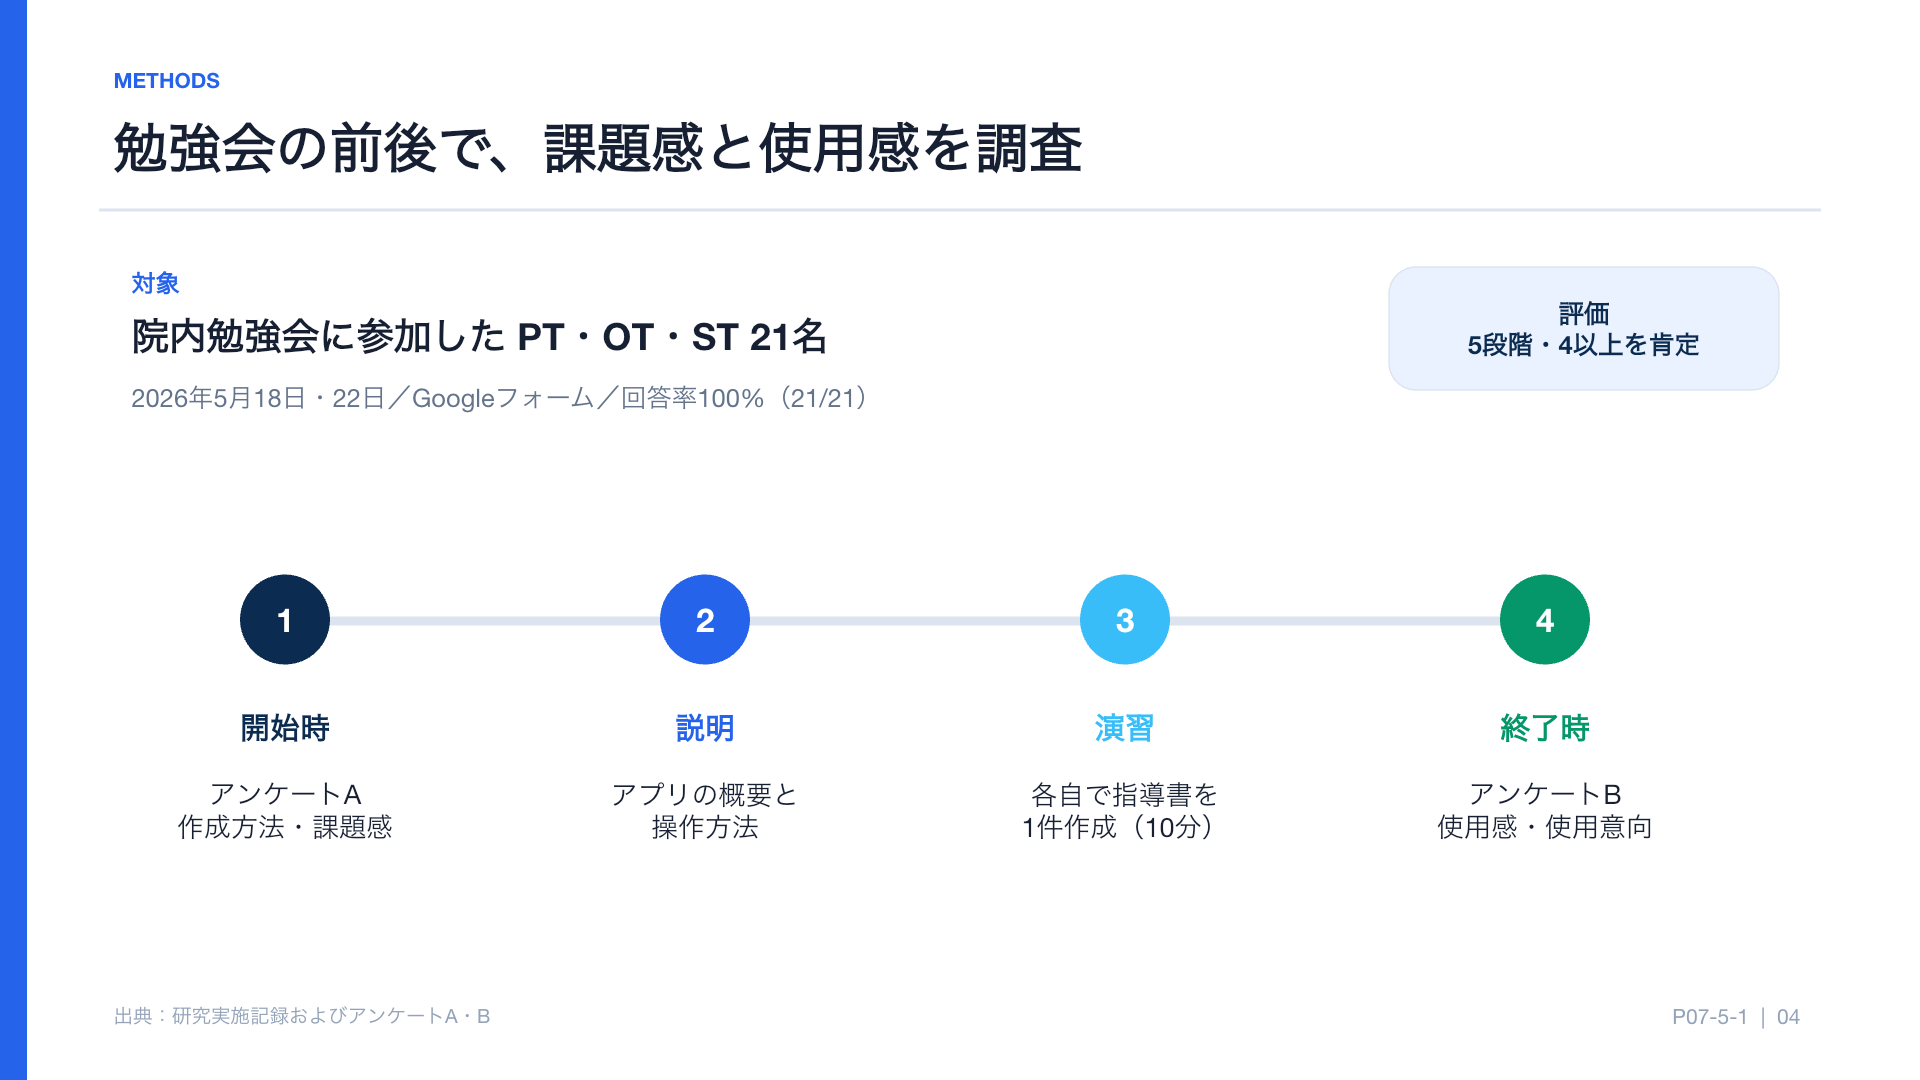 METHODS
勉強会の前後で、課題感と使用感を調査
対象
院内勉強会に参加した PT・OT・ST 21名
2026年5月18日・22日／Googleフォーム／回答率100%（21/21）
評価
5段階・4以上を肯定
1
開始時
アンケートA
作成方法・課題感
2
説明
アプリの概要と
操作方法
3
演習
各自で指導書を
1件作成（10分）
4
終了時
アンケートB
使用感・使用意向
出典：研究実施記録およびアンケートA・B
P07-5-1 | 04